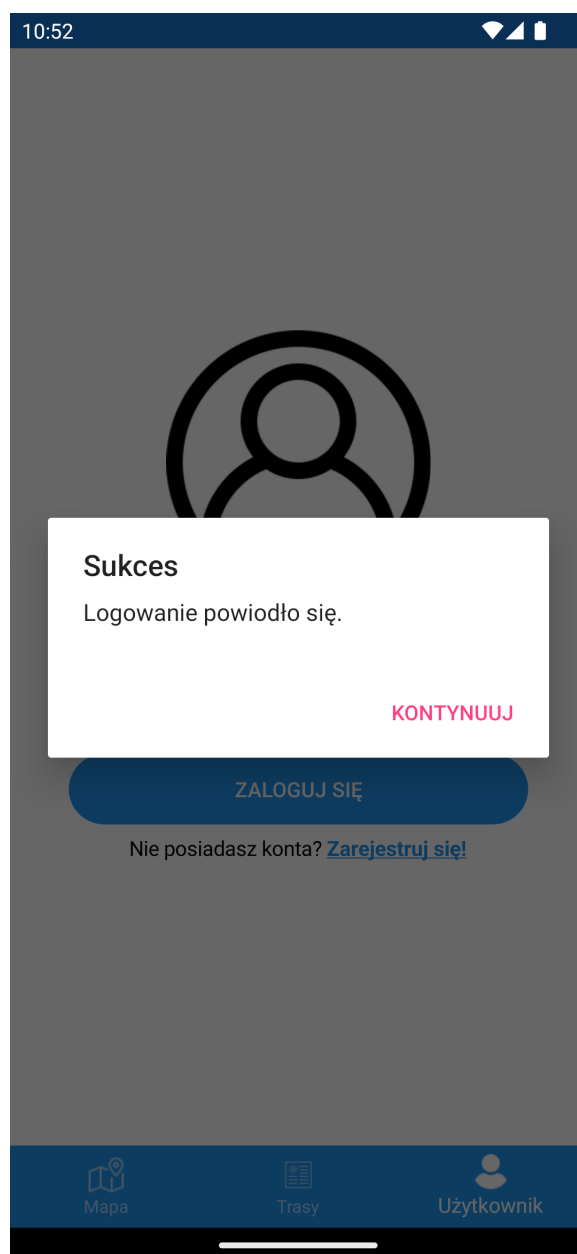 10:52
Sukces
Logowanie powiodło się.
KONTYNUUJ
ZALOGUJ SIĘ
Nie posiadasz konta? Zarejestruj się!
Mapa
Trasy
Użytkownik